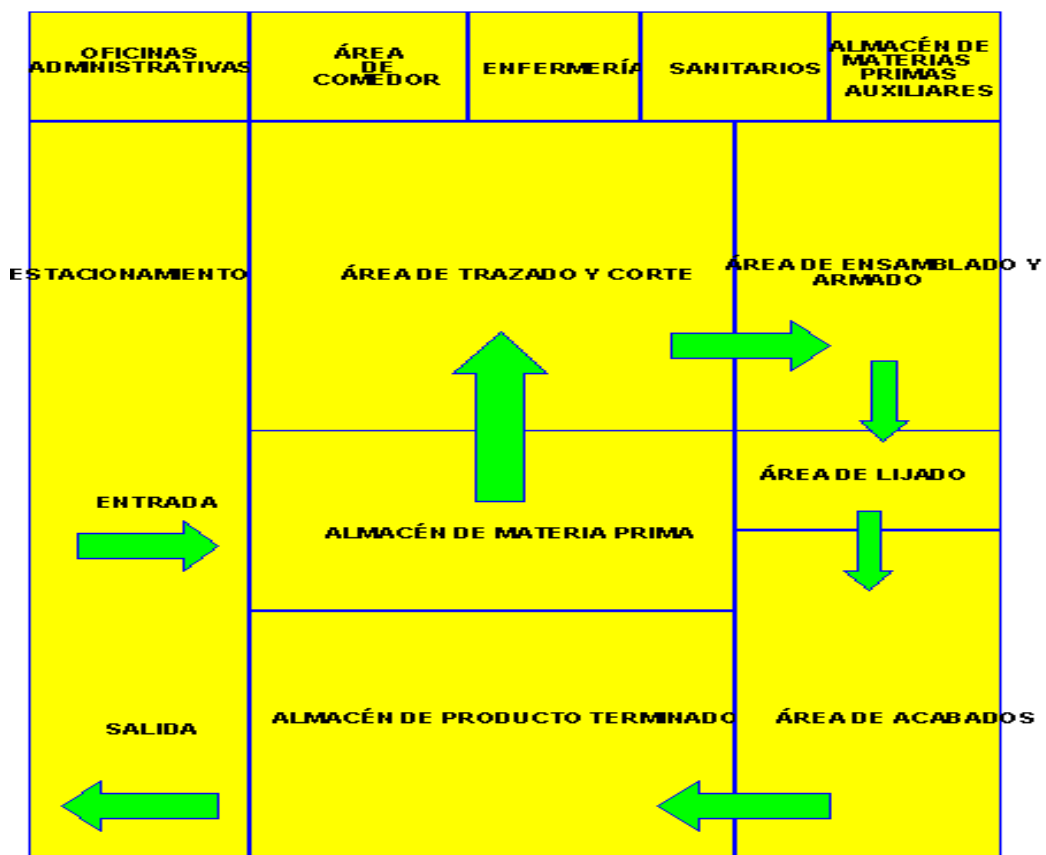 OFICINAS
ADMINISTRATIVAS
ÁREA
DE
COMEDOR
ENFERMERÍA
SANITARIOS
ALMACÉN DE
MATERIAS
PRIMAS
AUXILIARES
ESTACIONAMIENTO
ÁREA DE TRAZADO Y CORTE
ÁREA DE ENSAMBLADO Y
ARMADO
ENTRADA
ÁREA DE LIJADO
ALMACÉN DE MATERIA PRIMA
SALIDA
ALMACÉN DE PRODUCTO TERMINADO
ÁREA DE ACABADOS